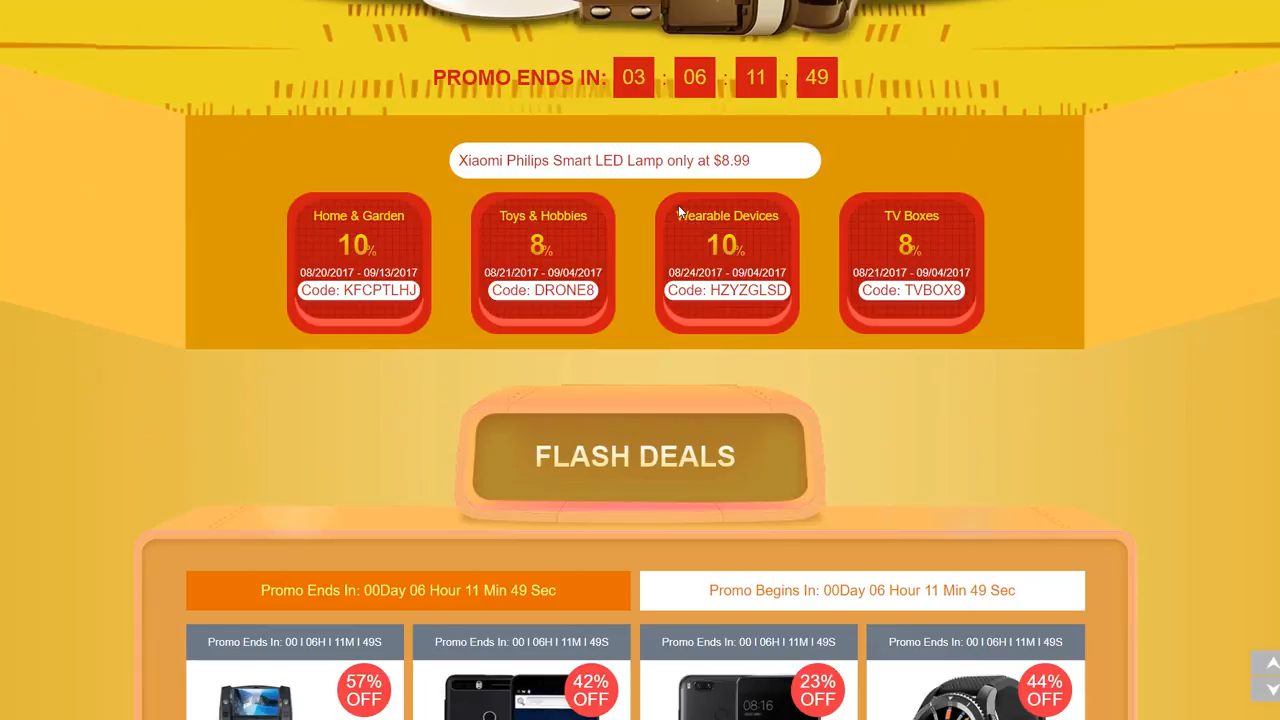 PROMO ENDS IN: 03 : 06 : 11 : 49
Xiaomi Philips Smart LED Lamp only at $8.99
Home & Garden
10%
08/20/2017 - 09/13/2017
Code: KFCPTLHJ
Toys & Hobbies
8%
08/21/2017 - 09/04/2017
Code: DRONE8
Wearable Devices
10%
08/24/2017 - 09/04/2017
Code: HZYZGLSD
TV Boxes
8%
08/21/2017 - 09/04/2017
Code: TVBOX8
FLASH DEALS
Promo Ends In: 00Day 06 Hour 11 Min 49 Sec
Promo Begins In: 00Day 06 Hour 11 Min 49 Sec
Promo Ends In: 00 I 06H I 11M I 49S
57%
OFF
Promo Ends In: 00 I 06H I 11M I 49S
42%
OFF
Promo Ends In: 00 I 06H I 11M I 49S
08:16
23%
OFF
Promo Ends In: 00 I 06H I 11M I 49S
44%
OFF